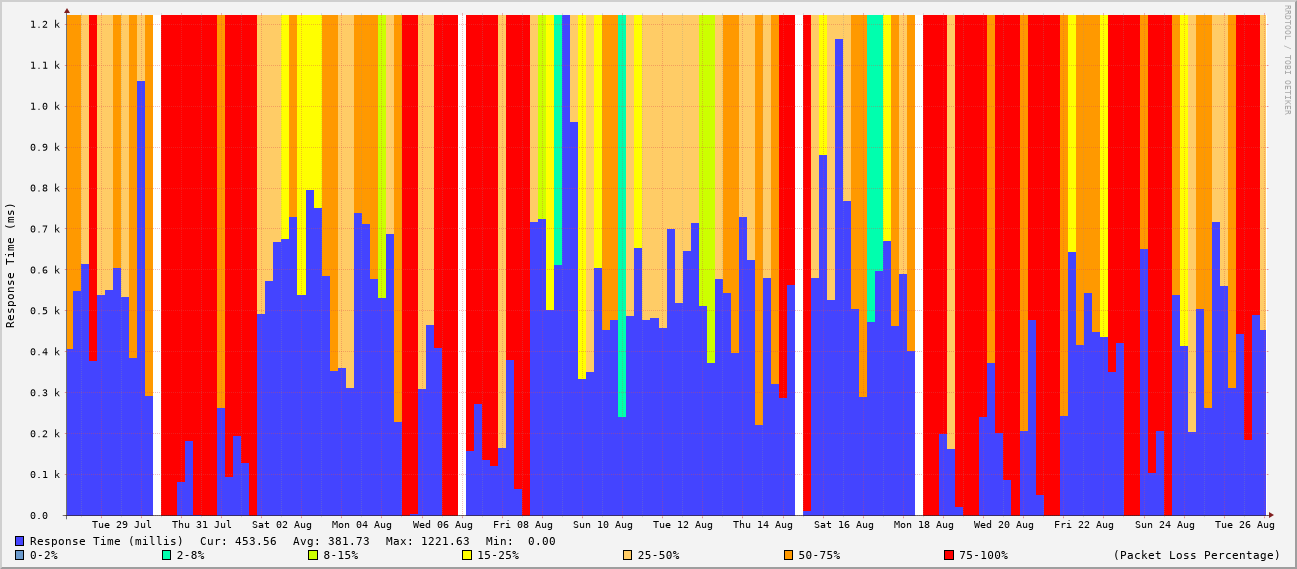 RRDTOOL / TOBI OETIKER
Response Time (ms)
1.2 k
1.1 k
1.0 k
0.9 k
0.8 k
0.7 k
0.6 k
0.5 k
0.4 k
0.3 k
0.2 k
0.1 k
0.0
Tue 29 Jul Thu 31 Jul Sat 02 Aug Mon 04 Aug Wed 06 Aug Fri 08 Aug Sun 10 Aug Tue 12 Aug Thu 14 Aug Sat 16 Aug Mon 18 Aug Wed 20 Aug Fri 22 Aug Sun 24 Aug Tue 26 Aug
Response Time (millis) Cur: 453.56 Avg: 381.73 Max: 1221.63 Min: 0.00
0-2% 2-8% 8-15% 15-25% 25-50% 50-75% 75-100% (Packet Loss Percentage)